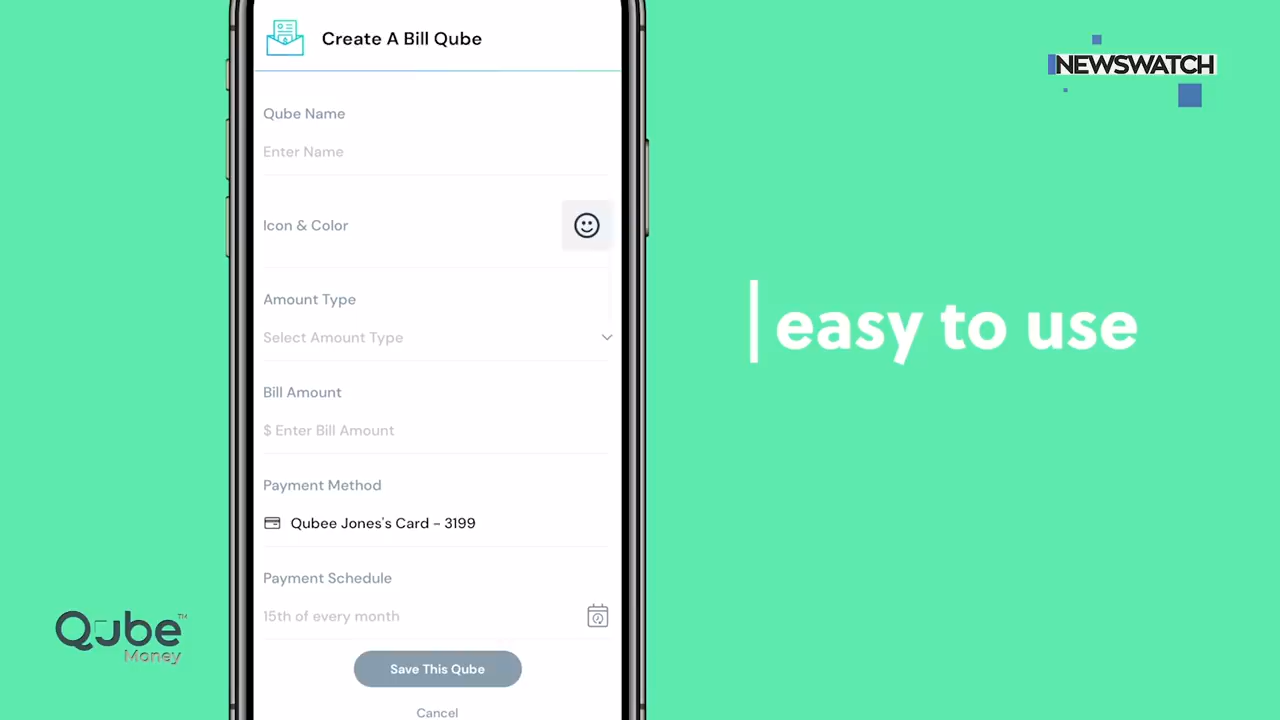 Create A Bill Qube
NEWSWATCH
Qube Name
Enter Name
Icon & Color
Amount Type
Select Amount Type
easy to use
Bill Amount
$ Enter Bill Amount
Payment Method
Qubee Jones's Card - 3199
Payment Schedule
15th of every month
Qube™
Money
Save This Qube
Cancel